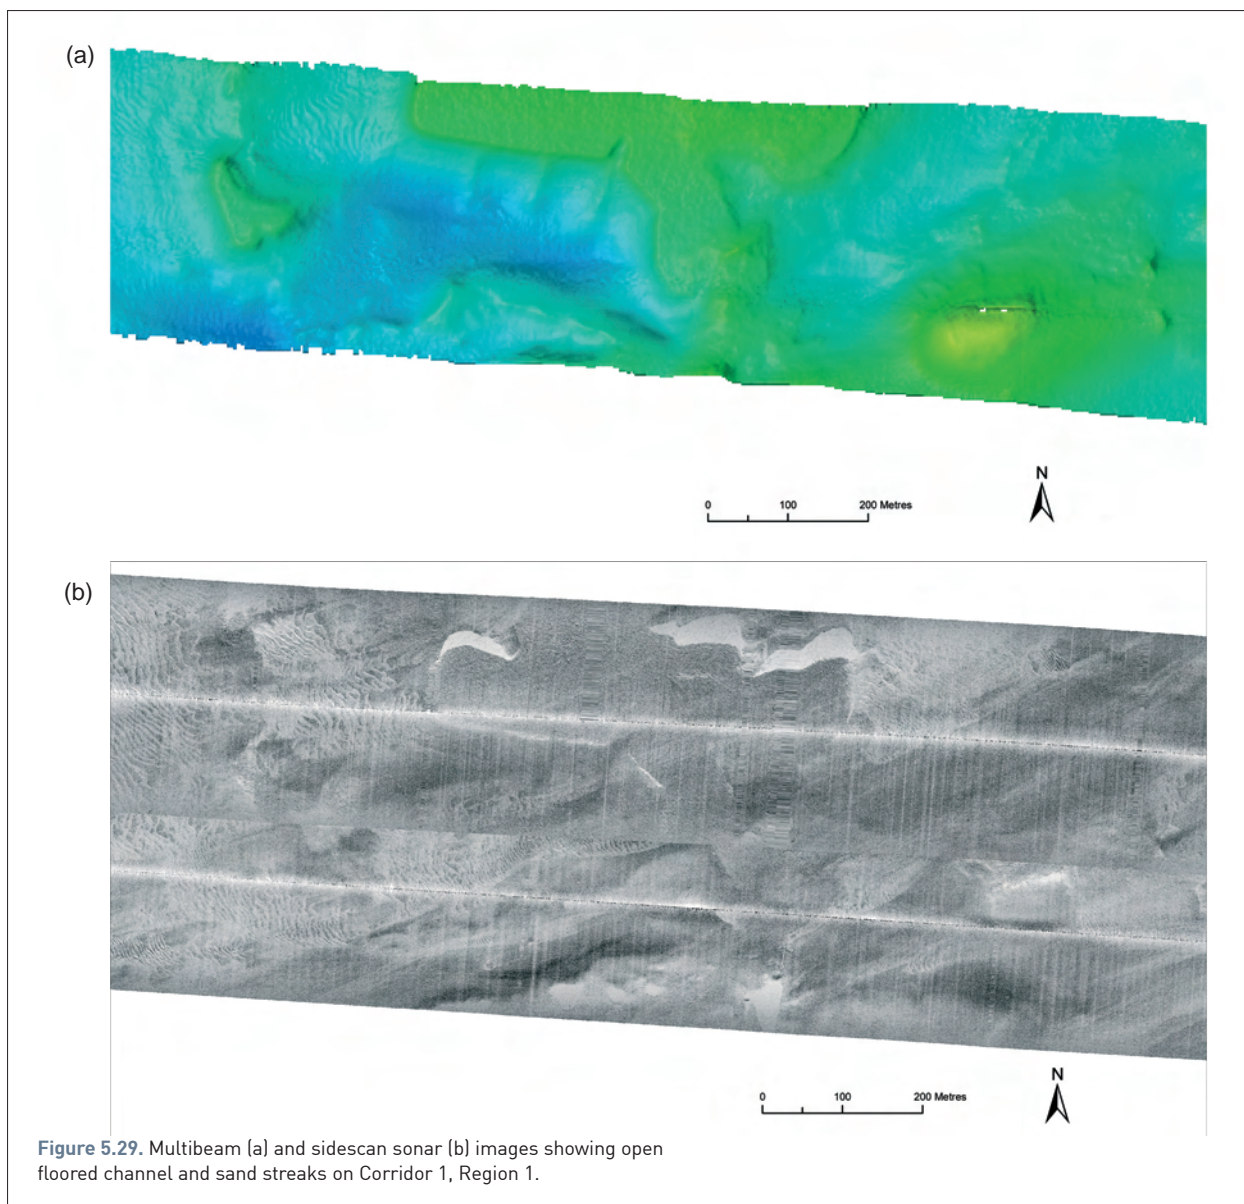 (a)
N
0 100 200 Metres
(b)
N
0 100 200 Metres
Figure 5.29. Multibeam (a) and sidescan sonar (b) images showing open
floored channel and sand streaks on Corridor 1, Region 1.